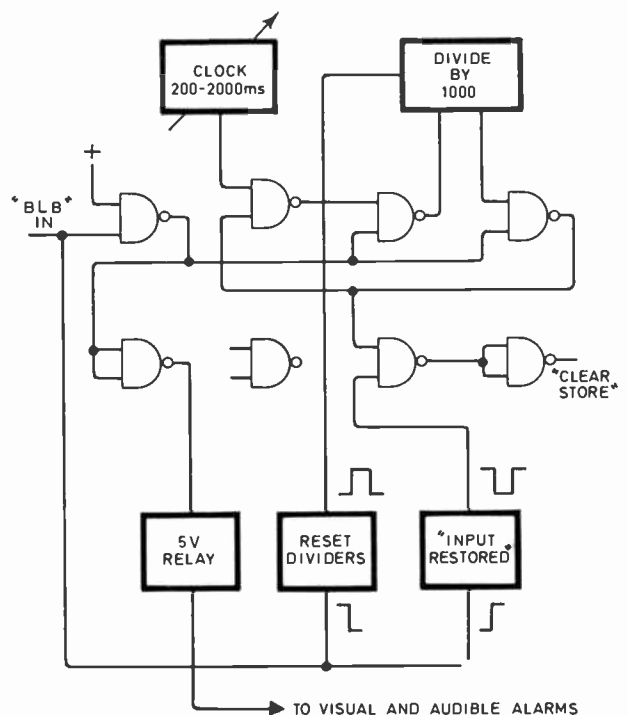 CLOCK
200-2000ms
DIVIDE
BY
1000
+
"BLB"
IN
"CLEAR
STORE"
5V
RELAY
RESET
DIVIDERS
"INPUT
RESTORED"
TO VISUAL AND AUDIBLE ALARMS